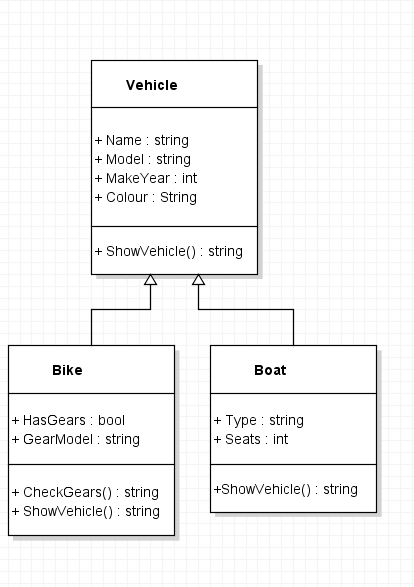 Vehicle
+ Name : string
+ Model : string
+ MakeYear : int
+ Colour : String
+ ShowVehicle() : string
Bike
+ HasGears : bool
+ GearModel : string
+ CheckGears() : string
+ ShowVehicle() : string
Boat
+ Type : string
+ Seats : int
+ShowVehicle() : string